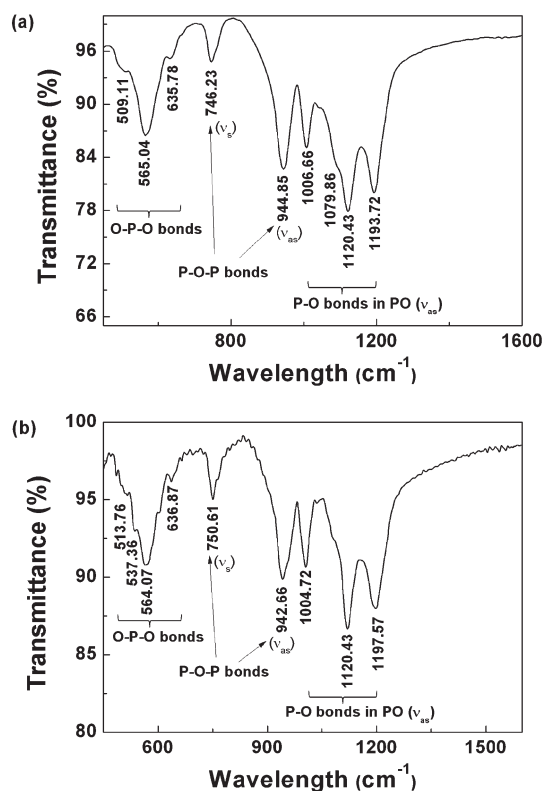 (a)
Transmittance (%)
96
90
84
78
72
66
509.11
565.04
635.78
746.23
(νs)
944.85
(νas)
1006.66
1079.86
1120.43
1193.72
O-P-O bonds
P-O-P bonds
P-O bonds in PO (νas)
800 1200 1600
Wavelength (cm-1)
(b)
Transmittance (%)
100
95
90
85
80
513.76
537.36
564.07
636.87
750.61
(νs)
942.66
(νas)
1004.72
1120.43
1197.57
O-P-O bonds
P-O-P bonds
P-O bonds in PO (νas)
600 900 1200 1500
Wavelength (cm-1)